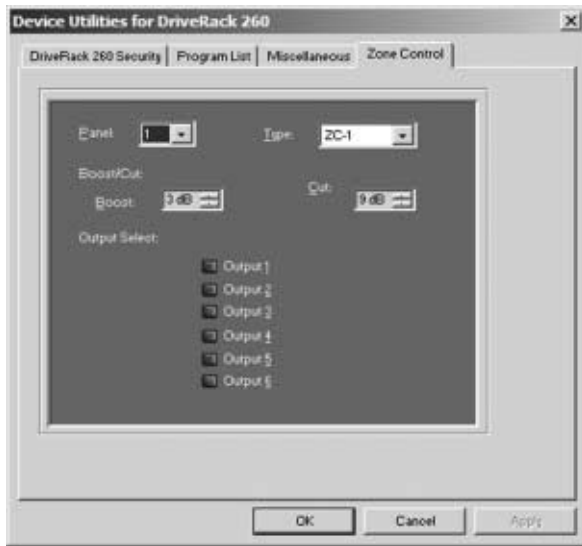 Device Utilities for DriveRack 260
DriveRack 260 Security Program List Miscellaneous Zone Control
Panel: 1 Type: ZC-1
Boost/Cut:
Boost: 3 dB Cut: 9 dB
Output Select:
Output 1
Output 2
Output 3
Output 4
Output 5
Output 6
OK Cancel Apply